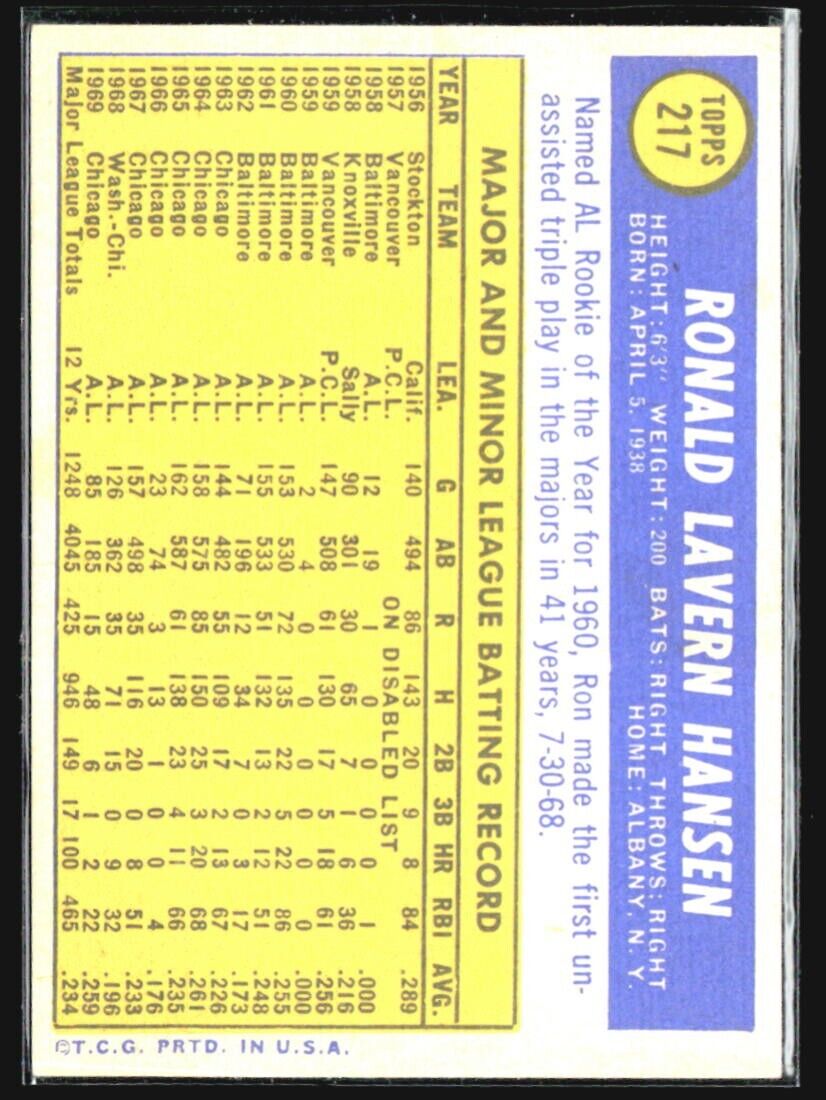 TOPPS
217
RONALD LAVERN HANSEN
HEIGHT: 6'3" WEIGHT: 200 BATS: RIGHT THROWS: RIGHT
BORN: APRIL 5, 1938 HOME: ALBANY, N. Y.
Named AL Rookie of the Year for 1960, Ron made the first un-
assisted triple play in the majors in 41 years, 7-30-68.
MAJOR AND MINOR LEAGUE BATTING RECORD
YEAR TEAM LEA. G AB R H 2B 3B HR RBI AVG.
1956 Stockton Calif. 140 494 86 143 20 9 8 84 .289
1957 Vancouver P.C.L. ON DISABLED LIST
1958 Baltimore A.L. 12 19 1 0 0 0 0 1 .000
1958 Knoxville Sally 90 301 30 65 7 1 6 36 .216
1959 Vancouver P.C.L. 147 508 61 130 17 5 18 61 .256
1959 Baltimore A.L. 2 4 0 0 0 0 0 0 .000
1960 Baltimore A.L. 153 530 72 135 22 5 22 86 .255
1961 Baltimore A.L. 155 533 51 132 13 2 12 51 .248
1962 Baltimore A.L. 71 196 12 34 7 0 3 17 .173
1963 Chicago A.L. 144 482 55 109 17 2 13 67 .226
1964 Chicago A.L. 158 575 85 150 25 3 20 68 .261
1965 Chicago A.L. 162 587 61 138 23 4 11 66 .235
1966 Chicago A.L. 23 74 3 13 1 0 0 4 .176
1967 Chicago A.L. 157 498 35 116 20 0 8 51 .233
1968 Wash.-Chi. A.L. 126 362 35 71 15 0 9 32 .196
1969 Chicago A.L. 85 185 15 48 6 1 2 22 .259
Major League Totals 12 Yrs. 1248 4045 425 946 149 17 100 465 .234
©T.C.G. PRTD. IN U.S.A.